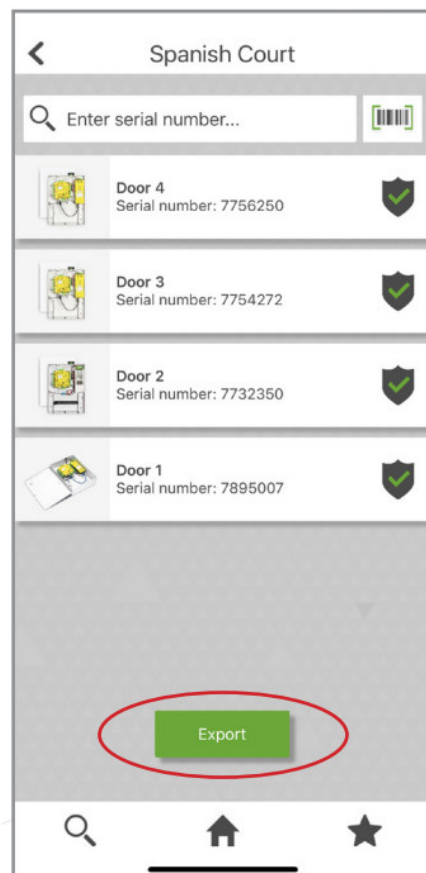 Spanish Court
Enter serial number...
Door 4
Serial number: 7756250
Door 3
Serial number: 7754272
Door 2
Serial number: 7732350
Door 1
Serial number: 7895007
Export